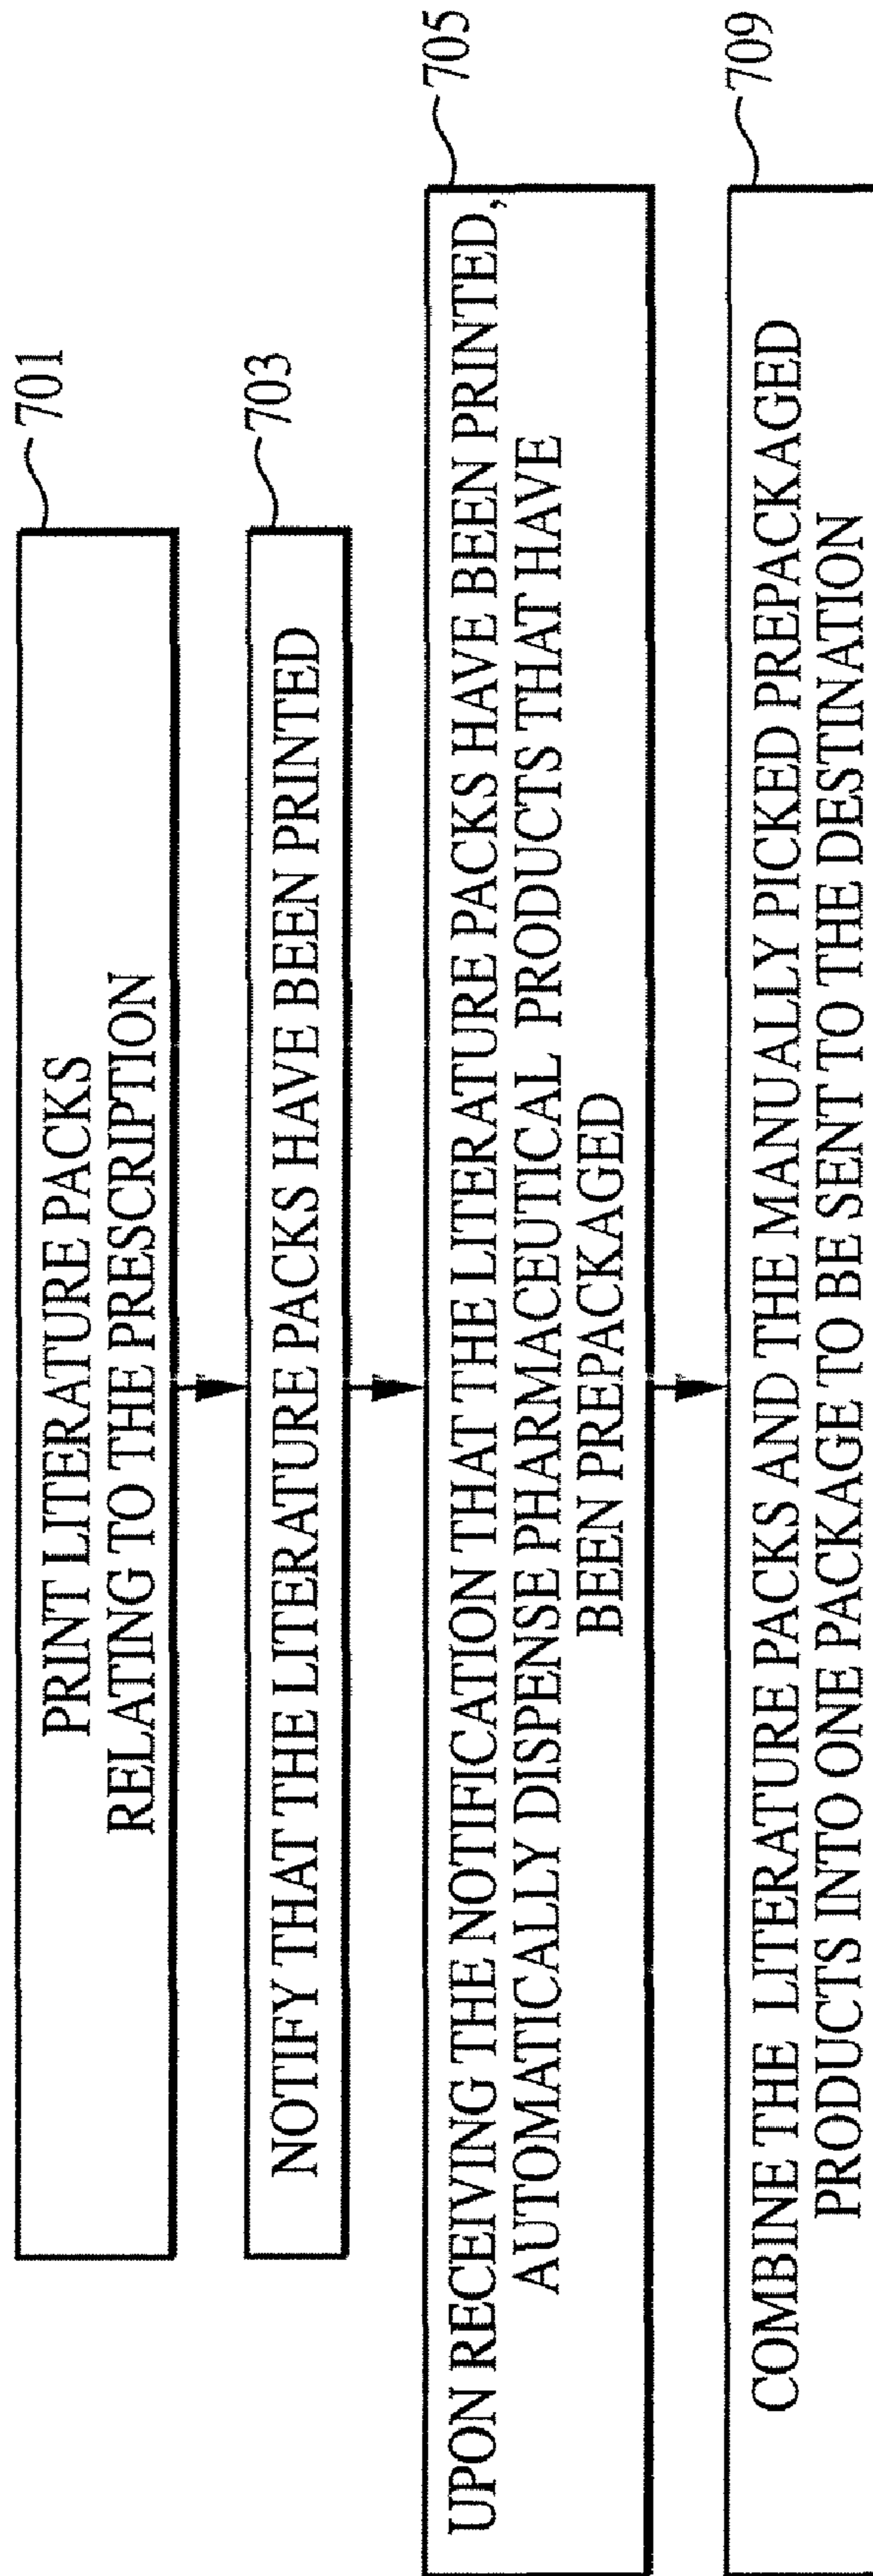 701
PRINT LITERATURE PACKS
RELATING TO THE PRESCRIPTION
703
NOTIFY THAT THE LITERATURE PACKS HAVE BEEN PRINTED
705
UPON RECEIVING THE NOTIFICATION THAT THE LITERATURE PACKS HAVE BEEN PRINTED,
AUTOMATICALLY DISPENSE PHARMACEUTICAL PRODUCTS THAT HAVE
BEEN PREPACKAGED
709
COMBINE THE LITERATURE PACKS AND THE MANUALLY PICKED PREPACKAGED
PRODUCTS INTO ONE PACKAGE TO BE SENT TO THE DESTINATION